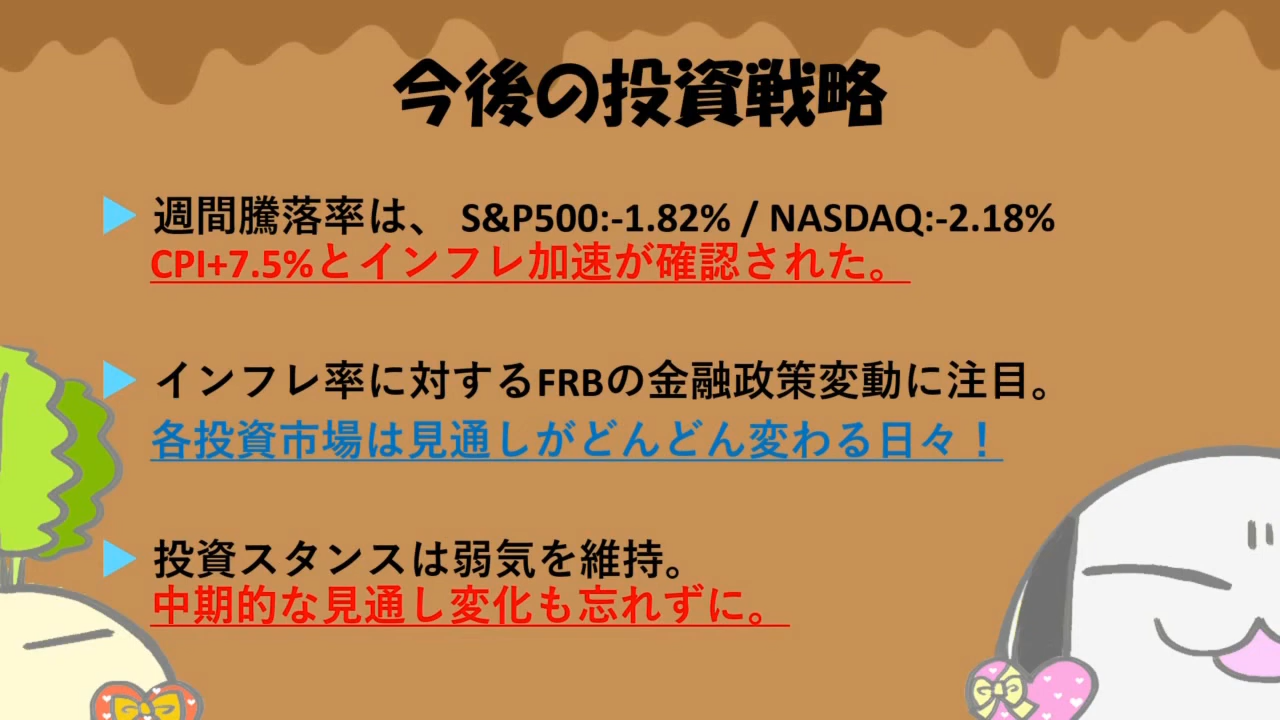 今後の投資戦略
週間騰落率は、 S&P500:-1.82% / NASDAQ:-2.18%
CPI+7.5%とインフレ加速が確認された。
インフレ率に対するFRBの金融政策変動に注目。
各投資市場は見通しがどんどん変わる日々！
投資スタンスは弱気を維持。
中期的な見通し変化も忘れずに。